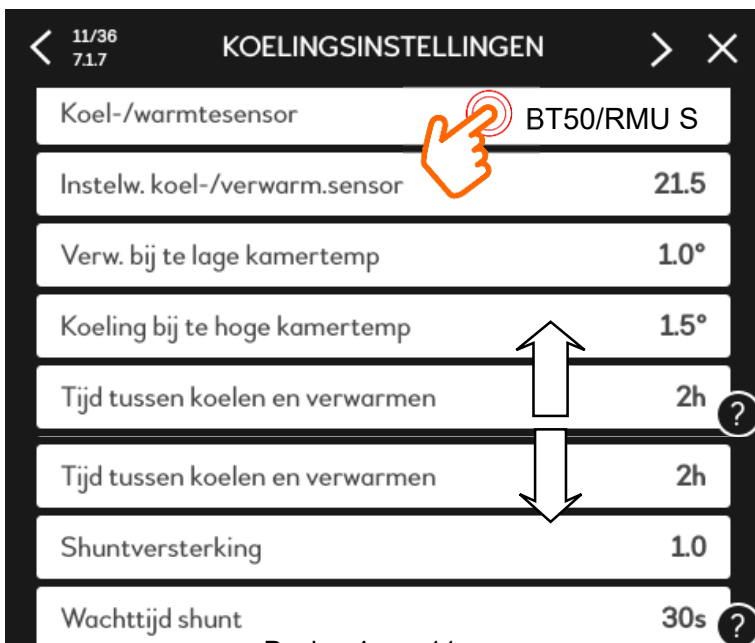 11/36
7.1.7
KOELINGSINSTELLINGEN
Koel-/warmtesensor BT50/RMU S
Instelw. koel-/verwarm.sensor 21.5
Verw. bij te lage kamertemp 1.0°
Koeling bij te hoge kamertemp 1.5°
Tijd tussen koelen en verwarmen 2h
?
Tijd tussen koelen en verwarmen 2h
Shuntversterking 1.0
Wachttijd shunt 30s
?